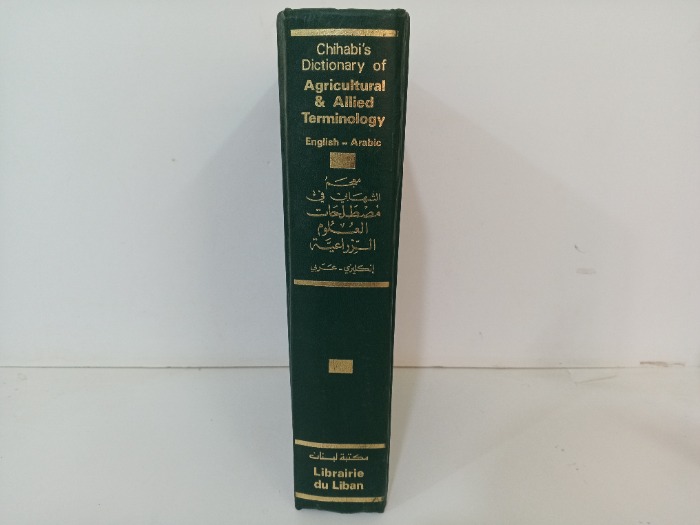 Chihabi's
Dictionary of
Agricultural
& Allied
Terminology
English - Arabic
معجم
الشهابي في
مصطلحات
العلوم
الزراعية
إنكليزي - عربي
مكتبة لبنان
Librairie
du Liban